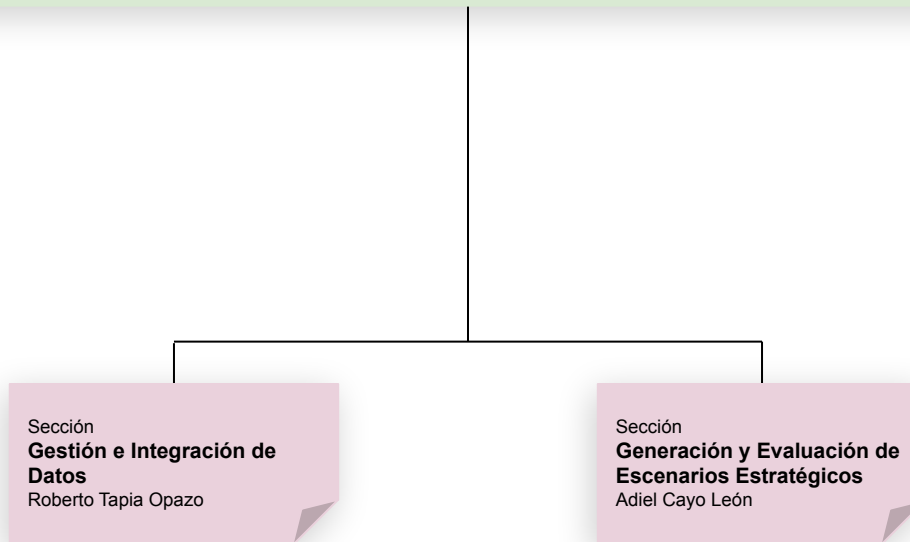 Sección
Gestión e Integración de
Datos
Roberto Tapia Opazo
Sección
Generación y Evaluación de
Escenarios Estratégicos
Adiel Cayo León